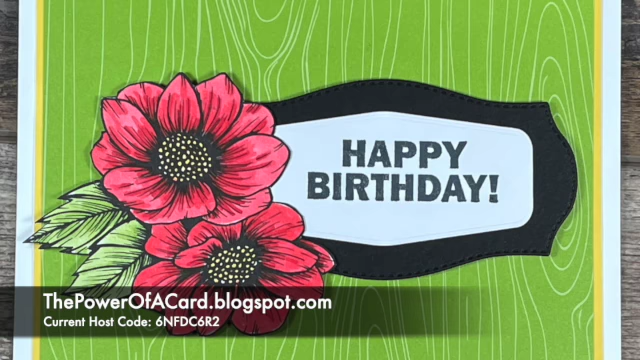 HAPPY
BIRTHDAY!
ThePowerOfACard.blogspot.com
Current Host Code: 6NFDC6R2